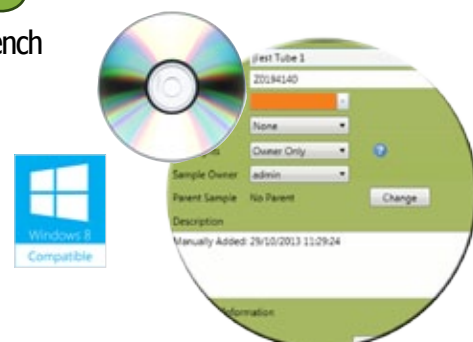 ench
Test Tube 1
Z0194140
None
Owner Only
Sample Owner admin
Parent Sample No Parent Change
Description
Manually Added: 29/10/2013 11:29:24
Windows 8
Compatible